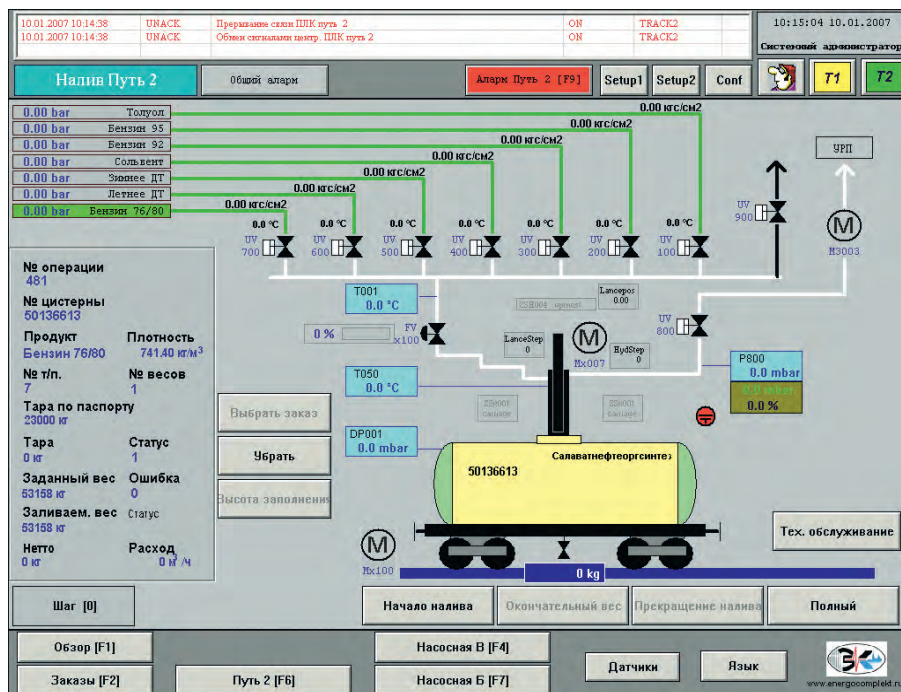 10.01.2007 10:14:38 UNACK Прерывание связи ПЛК путь 2 ON TRACK2
10.01.2007 10:14:38 UNACK Обмен сигналами центр. ПЛК путь 2 ON TRACK2
10:15:04 10.01.2007
Системный администратор
Налив Путь 2 Общий аларм Аларм Путь 2 [F9] Setup1 Setup2 Conf T1 T2
0.00 bar Толуол 0.00 кгс/см2
0.00 bar Бензин 95 0.00 кгс/см2
0.00 bar Бензин 92 0.00 кгс/см2
0.00 bar Сольвент 0.00 кгс/см2
0.00 bar Зимнее ДТ 0.00 кгс/см2
0.00 bar Летнее ДТ 0.00 кгс/см2
0.00 bar Бензин 76/80 0.00 кгс/см2
УРП
0.0 °C 0.0 °C 0.0 °C 0.0 °C 0.0 °C 0.0 °C 0.0 °C
UV 700 UV 600 UV 500 UV 400 UV 300 UV 200 UV 100
UV 900
M
M3003
№ операции
481
№ цистерны
50136613
Продукт Плотность
Бензин 76/80 741.40 кг/м3
№ т/п. № весов
7 1
Тара по паспорту
23000 кг
Тара Статус
0 кг 1
Заданный вес Ошибка
53158 кг 0
Заливаем. вес Статус
53158 кг
Нетто Расход
0 кг 0 м3/ч
T001
0.0 °C
Lancepos
0.00
ZSH004 upmost
0 %
FV
x100
LanceStep
0
M
Mx007
HydStep
0
UV
800
T050
0.0 °C
P800
0.0 mbar
0.0 mbar
0.0 %
ZSH001
carriage
ZSH001
carriage
DP001
0.0 mbar
Выбрать заказ
Убрать
Высота заполнения
50136613
Салаватнефтеоргсинтез
Тех. обслуживание
M
Mx100
0 kg
Шаг [0] Начало налива Окончательный вес Прекращение налива Полный
Обзор [F1] Насосная В [F4]
Заказы [F2] Путь 2 [F6] Насосная Б [F7] Датчики Язык
ЭК
www.energocomplekt.ru